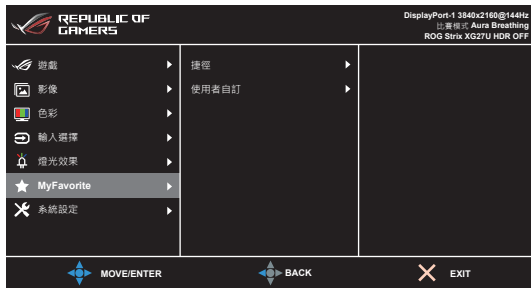 REPUBLIC OF
GAMERS
DisplayPort-1 3840x2160@144Hz
比賽模式 Aura Breathing
ROG Strix XG27U HDR OFF
遊戲
影像
色彩
輸入選擇
燈光效果
MyFavorite
系統設定
捷徑
使用者自訂
MOVE/ENTER
BACK
EXIT